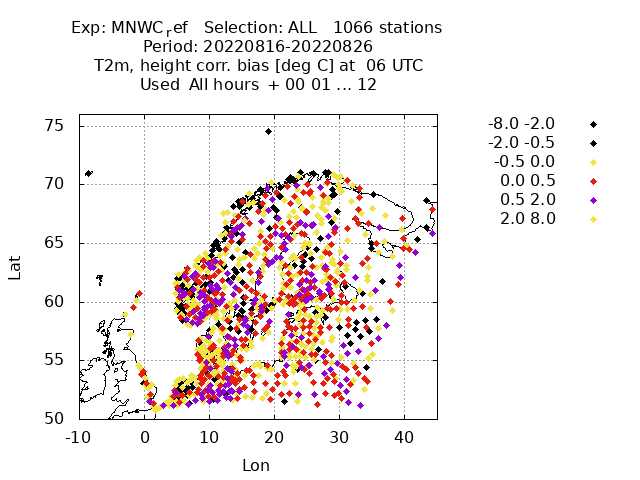 Exp: MNWC_ref   Selection: ALL   1066 stations
Period: 20220816-20220826
T2m, height corr. bias [deg C] at  06 UTC
Used  All hours  + 00 01 ... 12
-8.0 -2.0
-2.0 -0.5
-0.5 0.0
0.0 0.5
0.5 2.0
2.0 8.0
75
70
65
60
55
50
Lat
-10 0 10 20 30 40
Lon